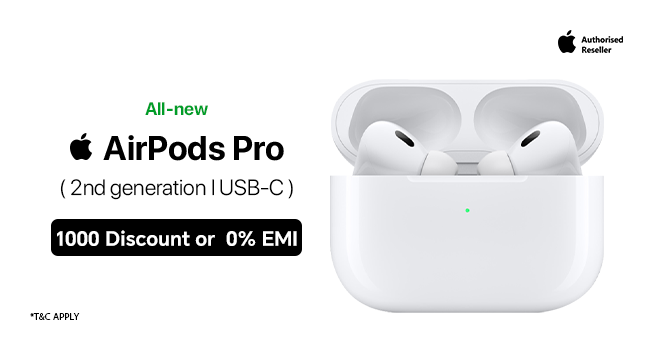 Authorised
Reseller
All-new
AirPods Pro
( 2nd generation I USB-C )
1000 Discount or 0% EMI
*T&C APPLY